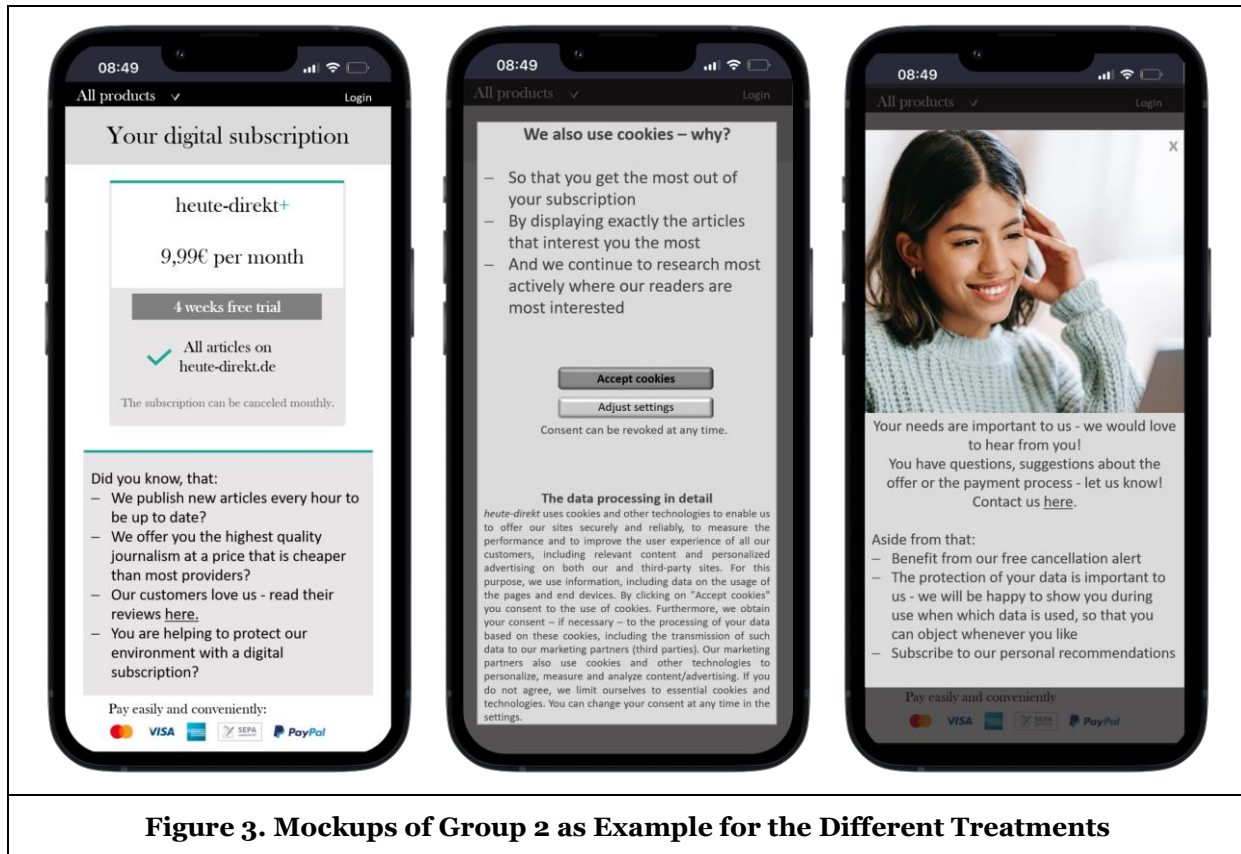 08:49
All products ✓ Login
Your digital subscription
heute-direkt+
9,99€ per month
4 weeks free trial
All articles on
heute-direkt.de
The subscription can be canceled monthly.
Did you know, that:
– We publish new articles every hour to
be up to date?
– We offer you the highest quality
journalism at a price that is cheaper
than most providers?
– Our customers love us - read their
reviews here.
– You are helping to protect our
environment with a digital
subscription?
Pay easily and conveniently:
VISA SEPA PayPal
08:49
All products ✓ Login
We also use cookies – why?
– So that you get the most out of
your subscription
– By displaying exactly the articles
that interest you the most
– And we continue to research most
actively where our readers are
most interested
Accept cookies
Adjust settings
Consent can be revoked at any time.
The data processing in detail
heute-direkt uses cookies and other technologies to enable us
to offer our sites securely and reliably, to measure the
performance and to improve the user experience of all our
customers, including relevant content and personalized
advertising on both our and third-party sites. For this
purpose, we use information, including data on the usage of
the pages and end devices. By clicking on "Accept cookies"
you consent to the use of cookies. Furthermore, we obtain
your consent – if necessary – to the processing of your data
based on these cookies, including the transmission of such
data to our marketing partners (third parties). Our marketing
partners also use cookies and other technologies to
personalize, measure and analyze content/advertising. If you
do not agree, we limit ourselves to essential cookies and
technologies. You can change your consent at any time in the
settings.
08:49
All products ✓ Login
X
Your needs are important to us - we would love
to hear from you!
You have questions, suggestions about the
offer or the payment process - let us know!
Contact us here.
Aside from that:
– Benefit from our free cancellation alert
– The protection of your data is important to
us - we will be happy to show you during
use when which data is used, so that you
can object whenever you like
– Subscribe to our personal recommendations
Pay easily and conveniently
VISA SEPA PayPal
Figure 3. Mockups of Group 2 as Example for the Different Treatments